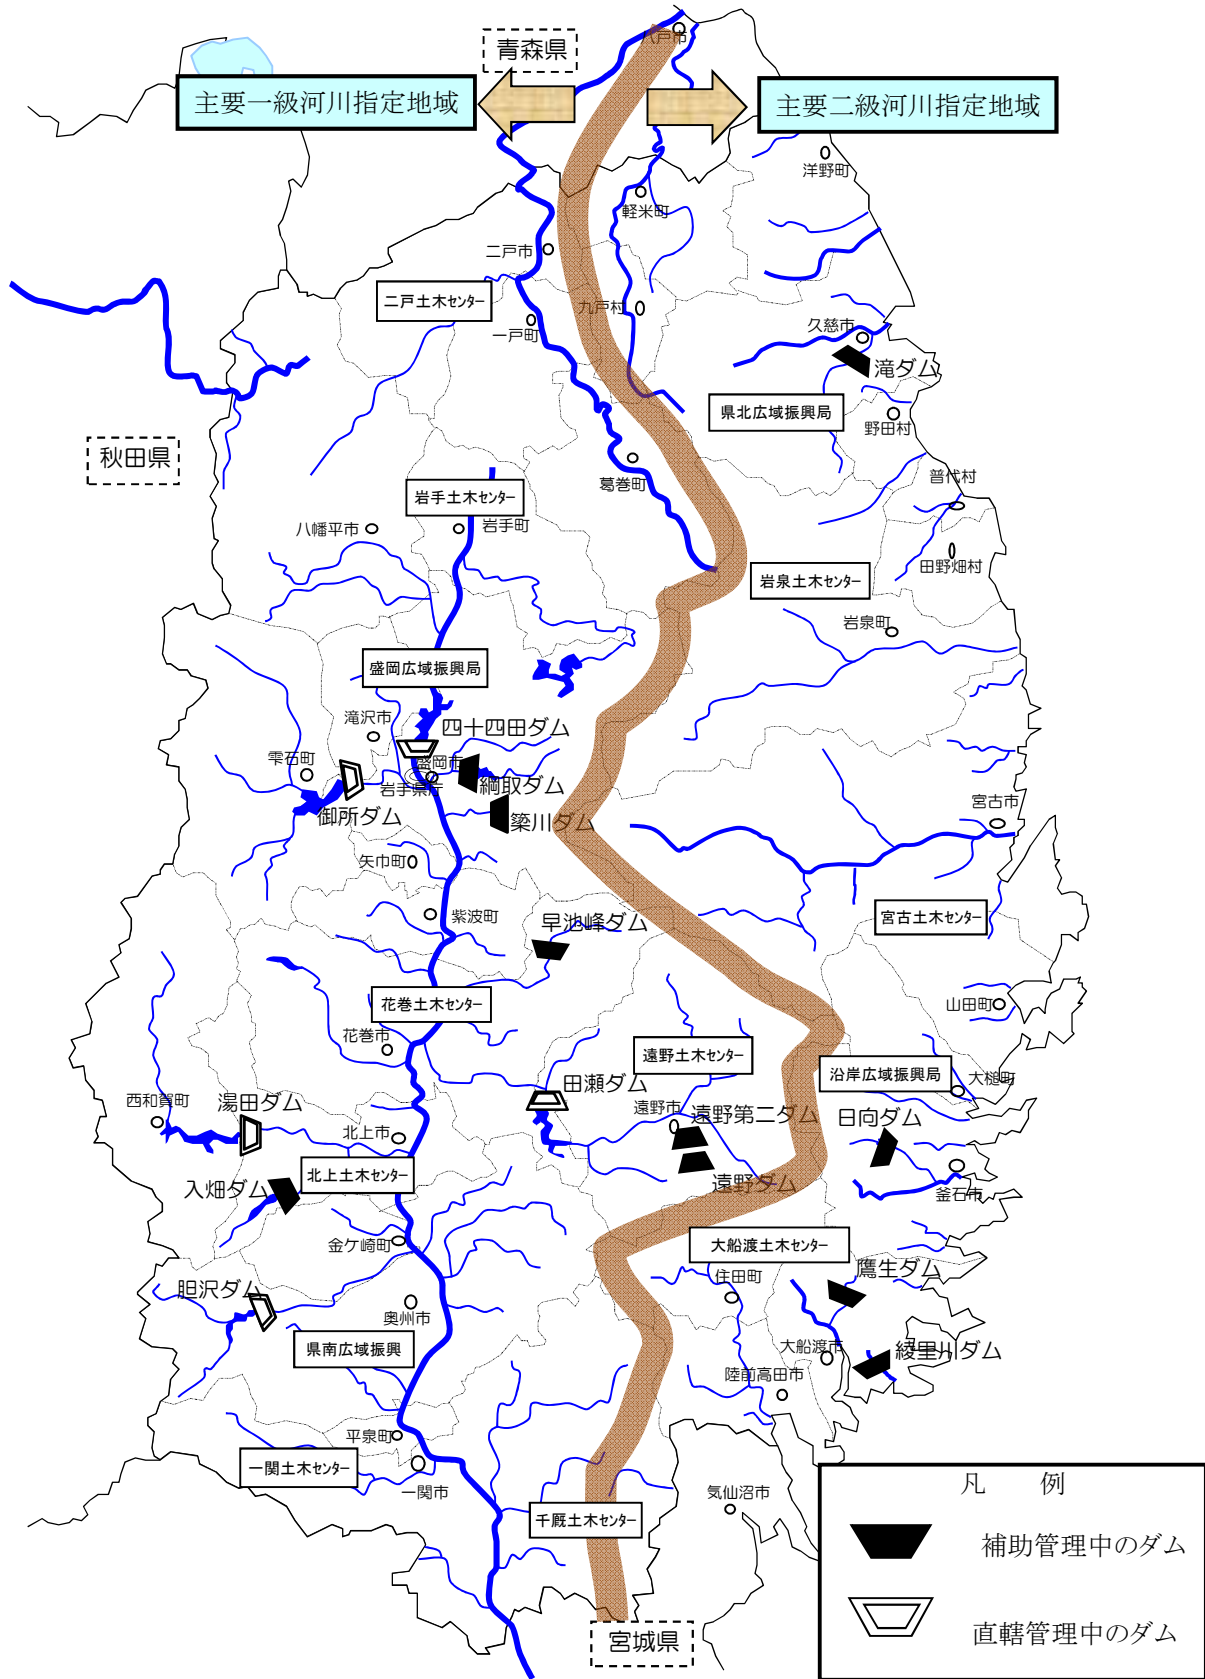 八戸市
青森県
主要一級河川指定地域
主要二級河川指定地域
洋野町
軽米町
二戸市
二戸土木センター
九戸村
一戸町
久慈市
滝ダム
県北広域振興局
野田村
秋田県
葛巻町
普代村
岩手土木センター
八幡平市
岩手町
田野畑村
岩泉土木センター
岩泉町
盛岡広域振興局
滝沢市
四十四田ダム
雫石町
盛岡市
岩手県庁
綱取ダム
御所ダム
簗川ダム
宮古市
矢巾町
紫波町
早池峰ダム
宮古土木センター
花巻土木センター
山田町
花巻市
遠野土木センター
沿岸広域振興局
大槌町
田瀬ダム
西和賀町
湯田ダム
遠野市
遠野第二ダム
日向ダム
北上市
北上土木センター
入畑ダム
遠野ダム
釜石市
金ケ崎町
大船渡土木センター
鷹生ダム
胆沢ダム
住田町
奥州市
県南広域振興
大船渡市
綾里川ダム
陸前高田市
平泉町
一関土木センター
一関市
気仙沼市
千厩土木センター
宮城県
凡 例
補助管理中のダム
直轄管理中のダム